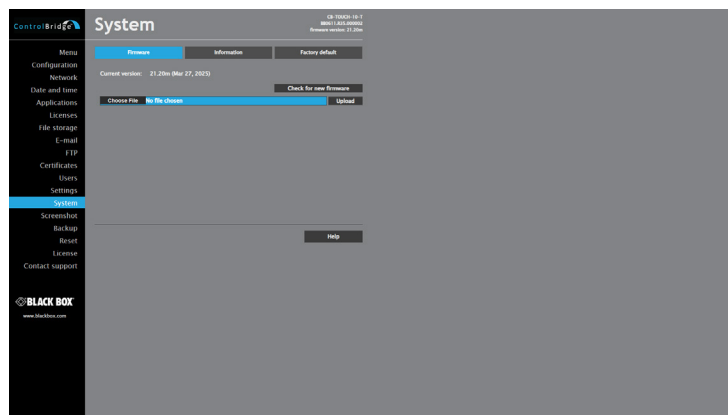 ControlBridge
System
CB-TOUCH-10-T
Firmware version: 21.20m
Menu
Configuration
Network
Date and time
Applications
Licenses
File storage
E-mail
FTP
Certificates
Users
Settings
System
Screenshot
Backup
Reset
License
Contact support
BLACK BOX
www.blackbox.com
Firmware
Information
Factory default
Current version: 21.20m (Mar 27, 2025)
Check for new firmware
Choose File No file chosen
Upload
Help